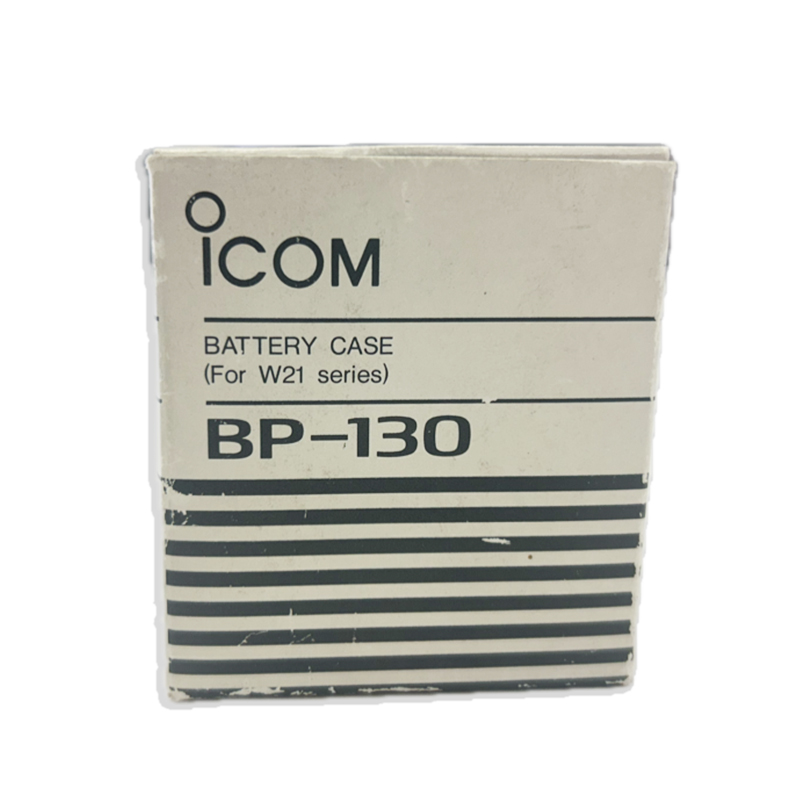 iCOM
BATTERY CASE
(For W21 series)
BP-130